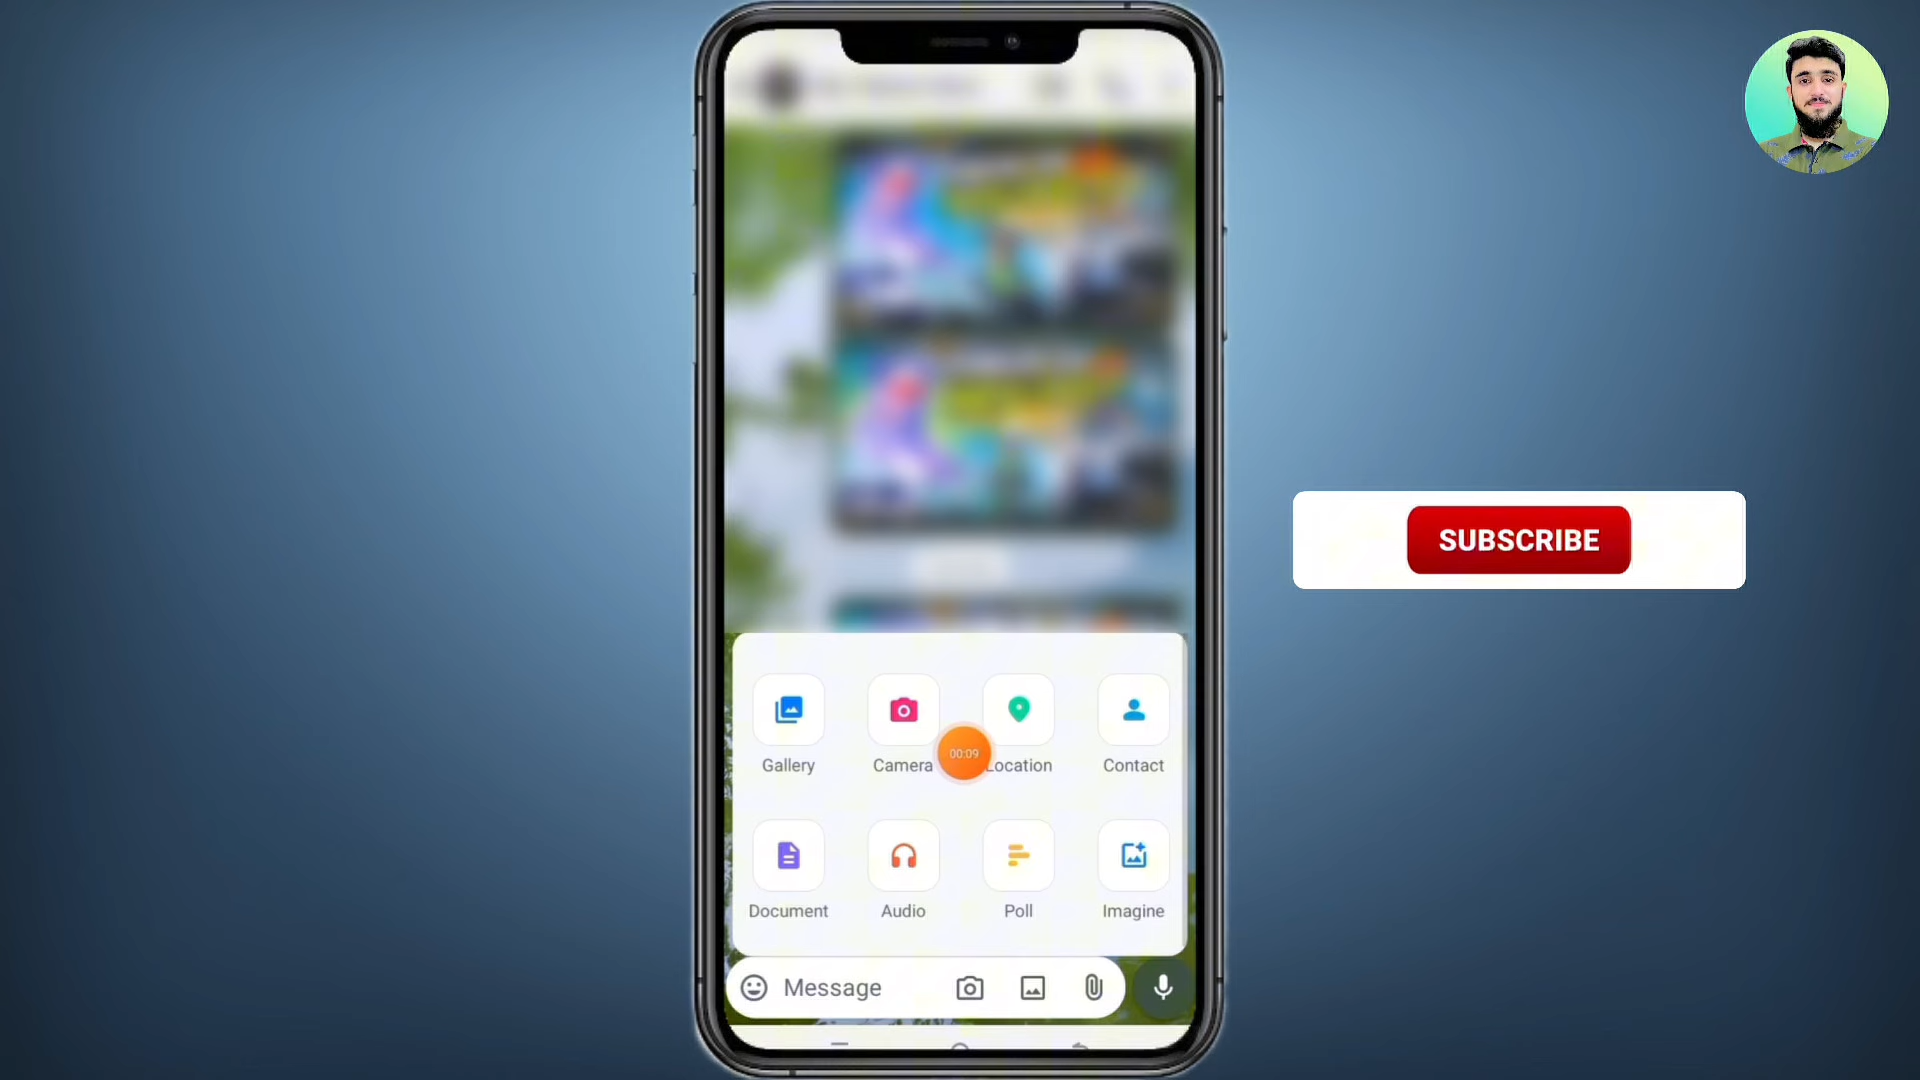 SUBSCRIBE
Gallery
Camera
Location
Contact
00:09
Document
Audio
Poll
Imagine
Message